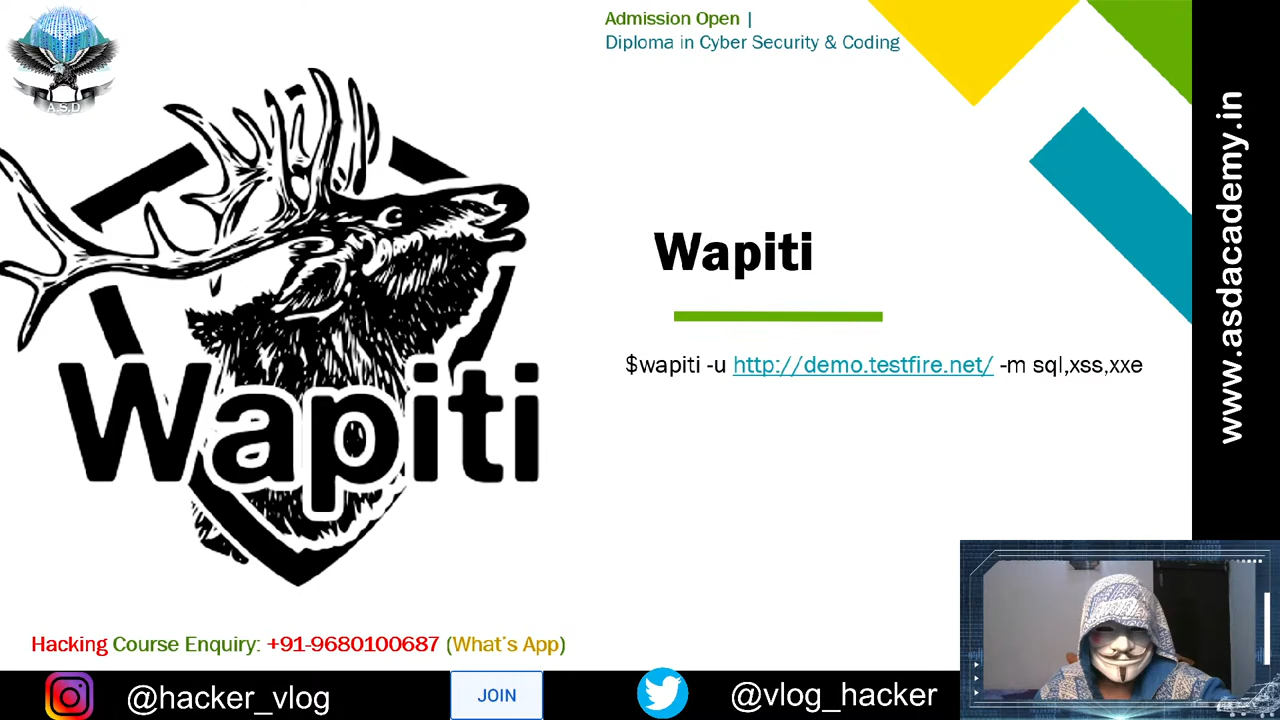 Admission Open |
Diploma in Cyber Security & Coding
A.S.D
www.asdacademy.in
Wapiti
$wapiti -u http://demo.testfire.net/ -m sql,xss,xxe
Wapiti
Hacking Course Enquiry: +91-9680100687 (What's App)
@hacker_vlog
JOIN
@vlog_hacker